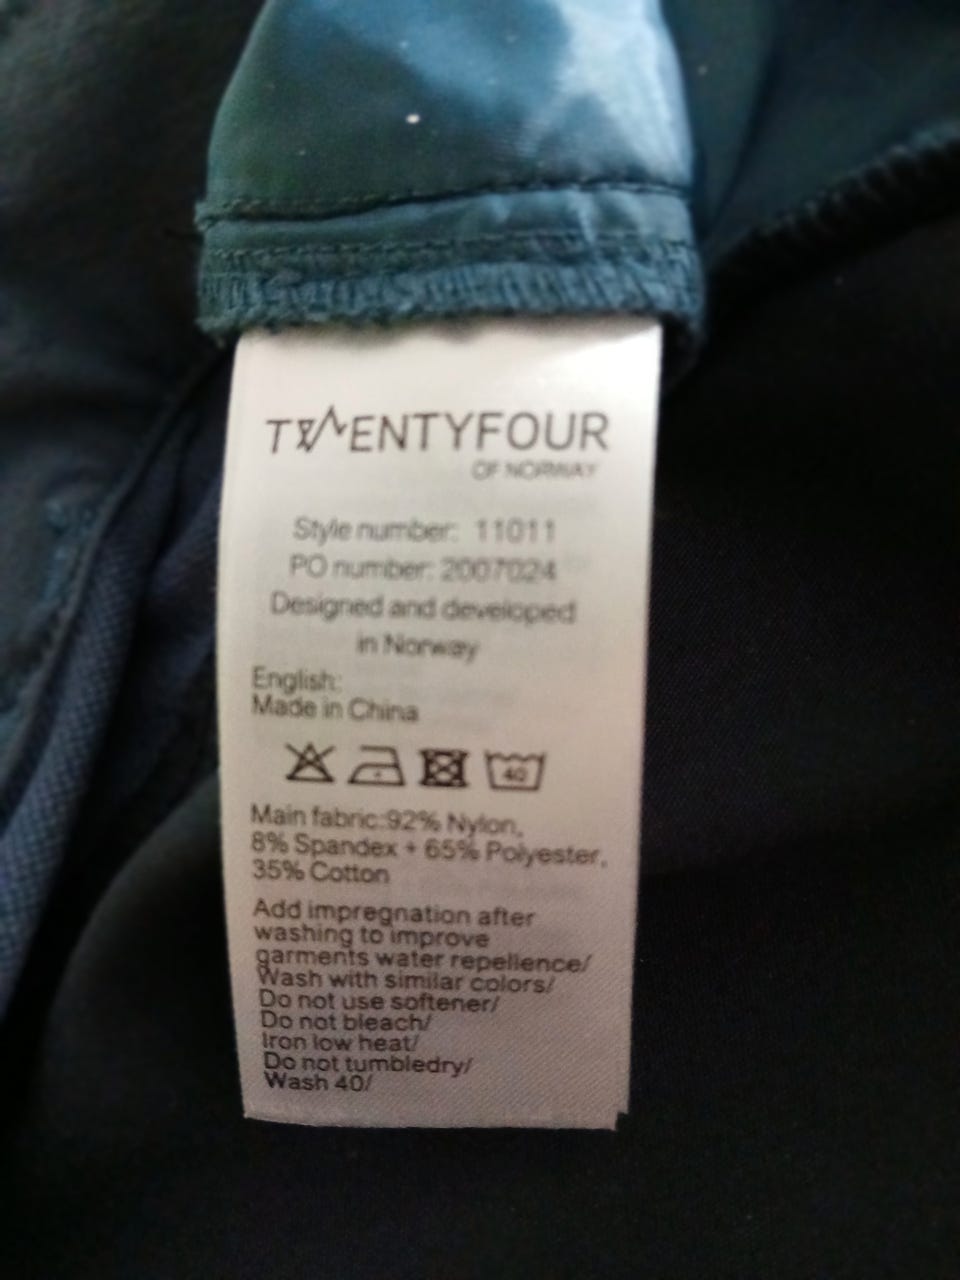 TWENTYFOUR
OF NORWAY
Style number: 11011
PO number: 2007024
Designed and developed
in Norway
English:
Made in China
40
Main fabric:92% Nylon,
8% Spandex + 65% Polyester,
35% Cotton
Add impregnation after
washing to improve
garments water repellence/
Wash with similar colors/
Do not use softener/
Do not bleach/
Iron low heat/
Do not tumbledry/
Wash 40/